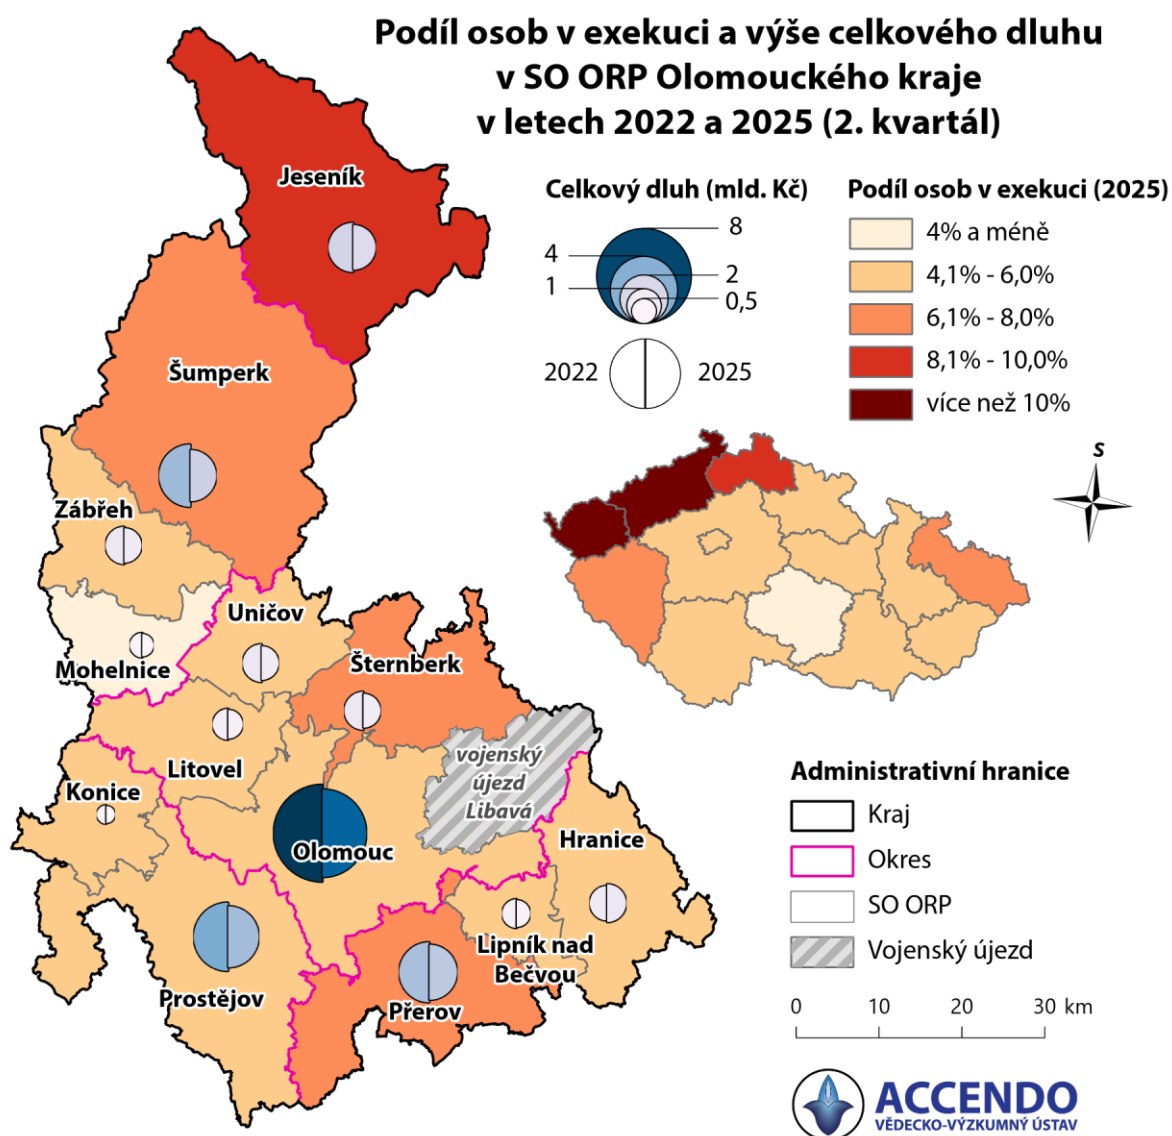 Podíl osob v exekuci a výše celkového dluhu
v SO ORP Olomouckého kraje
v letech 2022 a 2025 (2. kvartál)
Celkový dluh (mld. Kč)
8
4
2
1
0,5
2022
2025
Podíl osob v exekuci (2025)
4% a méně
4,1% - 6,0%
6,1% - 8,0%
8,1% - 10,0%
více než 10%
S
Jeseník
Šumperk
Zábřeh
Uničov
Mohelnice
Šternberk
Litovel
Konice
vojenský
újezd
Libavá
Olomouc
Hranice
Lipník nad
Bečvou
Prostějov
Přerov
Administrativní hranice
Kraj
Okres
SO ORP
Vojenský újezd
0 10 20 30 km
ACCENDO
VĚDECKO-VÝZKUMNÝ ÚSTAV